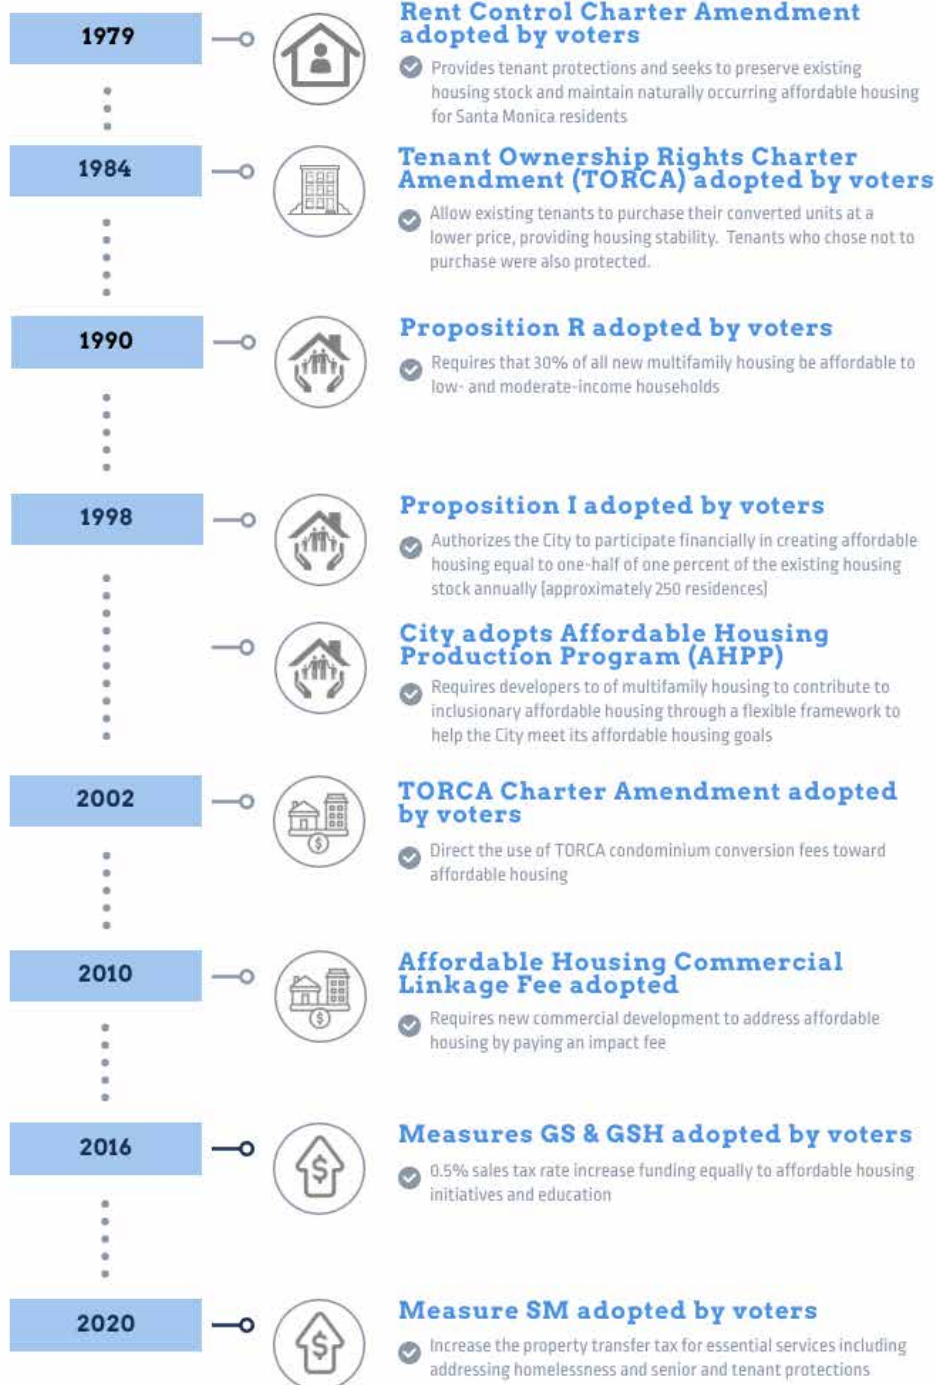 1979
Rent Control Charter Amendment
adopted by voters
Provides tenant protections and seeks to preserve existing
housing stock and maintain naturally occurring affordable housing
for Santa Monica residents
1984
Tenant Ownership Rights Charter
Amendment (TORCA) adopted by voters
Allow existing tenants to purchase their converted units at a
lower price, providing housing stability. Tenants who chose not to
purchase were also protected.
1990
Proposition R adopted by voters
Requires that 30% of all new multifamily housing be affordable to
low- and moderate-income households
1998
Proposition I adopted by voters
Authorizes the City to participate financially in creating affordable
housing equal to one-half of one percent of the existing housing
stock annually (approximately 250 residences)
City adopts Affordable Housing
Production Program (AHPP)
Requires developers to of multifamily housing to contribute to
inclusionary affordable housing through a flexible framework to
help the City meet its affordable housing goals
2002
TORCA Charter Amendment adopted
by voters
Direct the use of TORCA condominium conversion fees toward
affordable housing
2010
Affordable Housing Commercial
Linkage Fee adopted
Requires new commercial development to address affordable
housing by paying an impact fee
2016
Measures GS & GSH adopted by voters
0.5% sales tax rate increase funding equally to affordable housing
initiatives and education
2020
Measure SM adopted by voters
Increase the property transfer tax for essential services including
addressing homelessness and senior and tenant protections